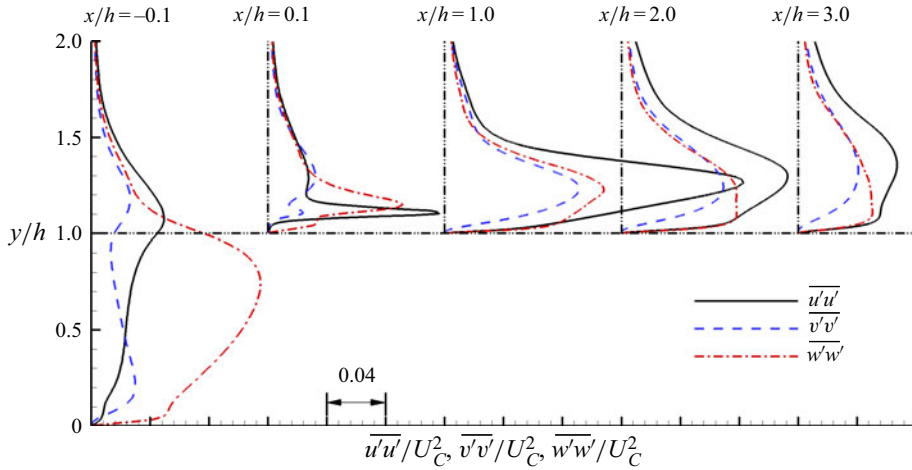 x/h = –0.1 x/h = 0.1 x/h = 1.0 x/h = 2.0 x/h = 3.0
2.0
1.5
y/h 1.0
0.5
0
0.04
u'u'
v'v'
w'w'
u'u'/U_C^2, v'v'/U_C^2, w'w'/U_C^2